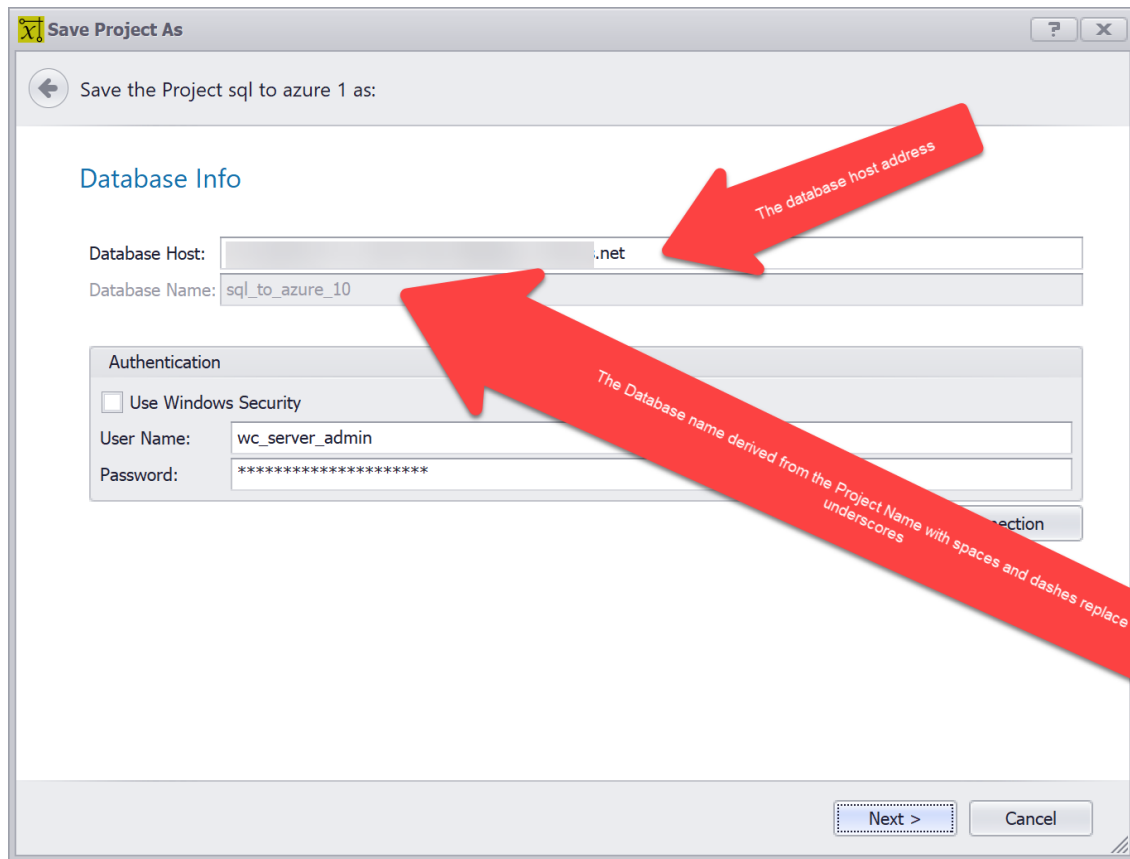 Save Project As
Save the Project sql to azure 1 as:
Database Info
The database host address
Database Host: .net
Database Name: sql_to_azure_10
Authentication
Use Windows Security
The Database name derived from the Project Name with spaces and dashes replace
underscores
User Name: wc_server_admin
Password: *********************
Next >
Cancel